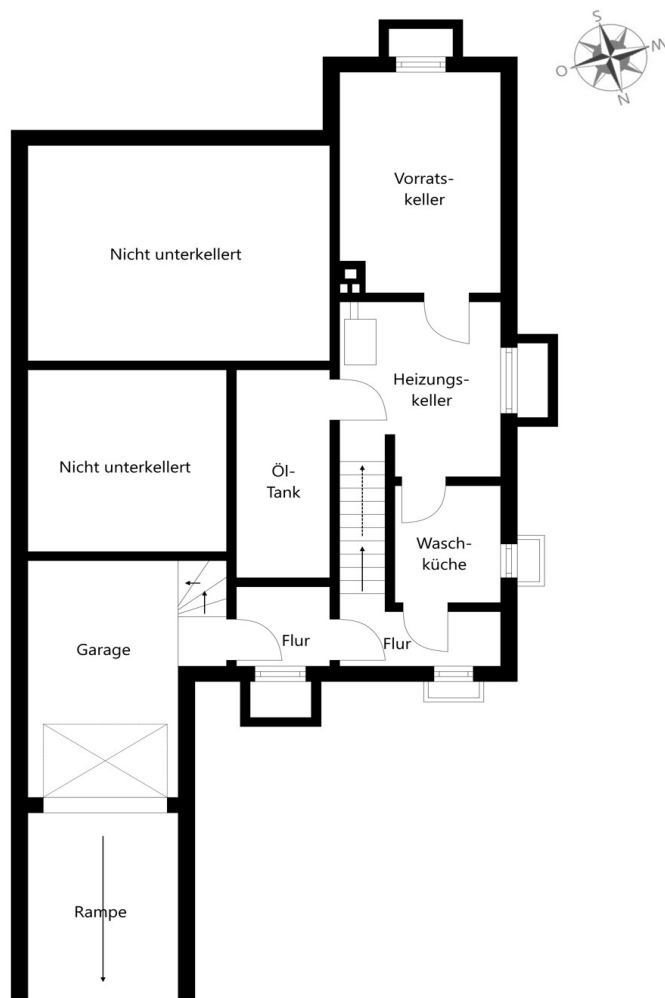 S
W
O
N
Vorrats-
keller
Nicht unterkellert
Heizungs-
keller
Nicht unterkellert
Öl-
Tank
Wasch-
küche
Garage
Flur
Flur
Rampe